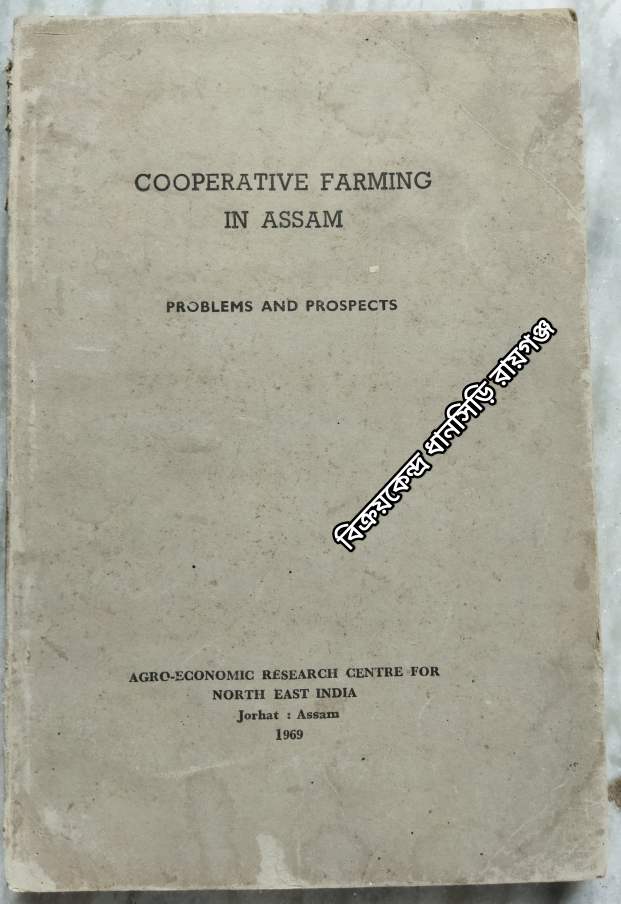 COOPERATIVE FARMING
IN ASSAM
PROBLEMS AND PROSPECTS
বিক্রয়কেন্দ্র ধানসিড়ি রায়গঞ্জ
AGRO-ECONOMIC RESEARCH CENTRE FOR
NORTH EAST INDIA
Jorhat : Assam
1969